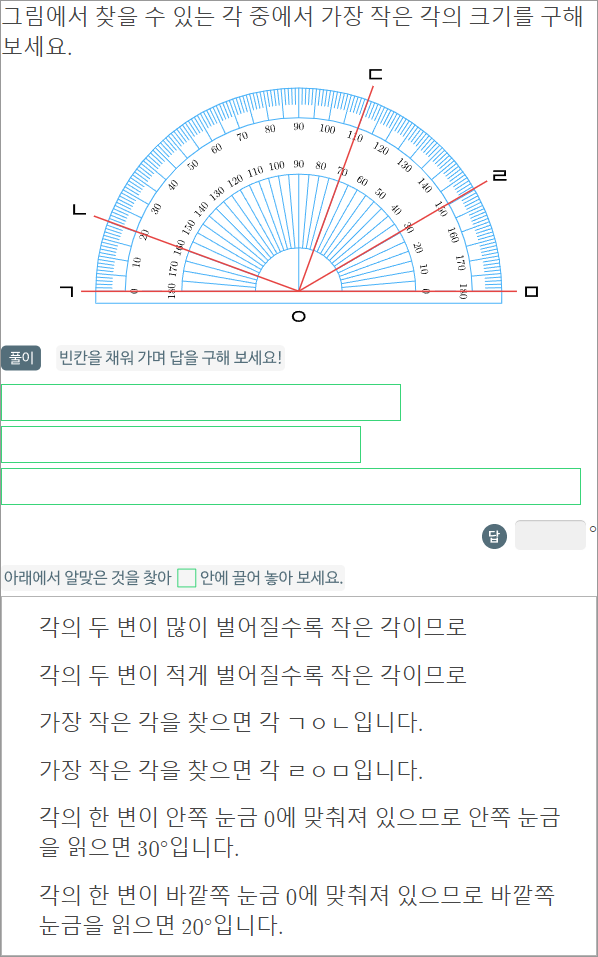 그림에서 찾을 수 있는 각 중에서 가장 작은 각의 크기를 구해
보세요.
ㄷ
90
80 100
70 110
60 120
50 130
40 140
30 150
20 160
10 170
0 180
90
100 80
110 70
120 60
130 50
140 40
150 30
160 20
170 10
180 0
ㄹ
ㄴ
ㄱ ㅁ
ㅇ
풀이 빈칸을 채워 가며 답을 구해 보세요!
답 °
아래에서 알맞은 것을 찾아 안에 끌어 놓아 보세요.
각의 두 변이 많이 벌어질수록 작은 각이므로
각의 두 변이 적게 벌어질수록 작은 각이므로
가장 작은 각을 찾으면 각 ㄱㅇㄴ입니다.
가장 작은 각을 찾으면 각 ㄹㅇㅁ입니다.
각의 한 변이 안쪽 눈금 0에 맞춰져 있으므로 안쪽 눈금
을 읽으면 30°입니다.
각의 한 변이 바깥쪽 눈금 0에 맞춰져 있으므로 바깥쪽
눈금을 읽으면 20°입니다.